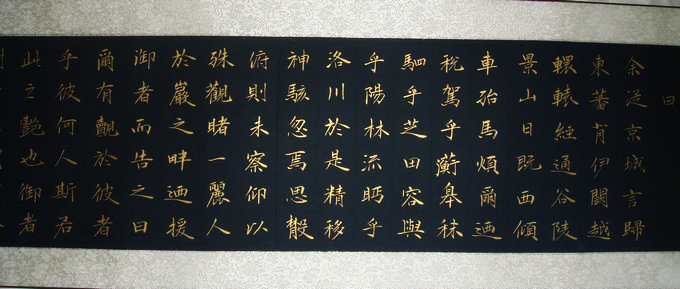 曰
余從京城言歸
東蕃背伊闕越
轘轅經通谷陵
景山日既西傾
車殆馬煩爾迺
稅駕乎蘅皋秣
駟乎芝田容與
乎陽林流眄乎
洛川於是精移
神駭忽焉思散
俯則未察仰以
殊觀睹一麗人
於巖之畔迺援
御者而告之曰
爾有覿於彼者
乎彼何人斯若
此之豔也御者